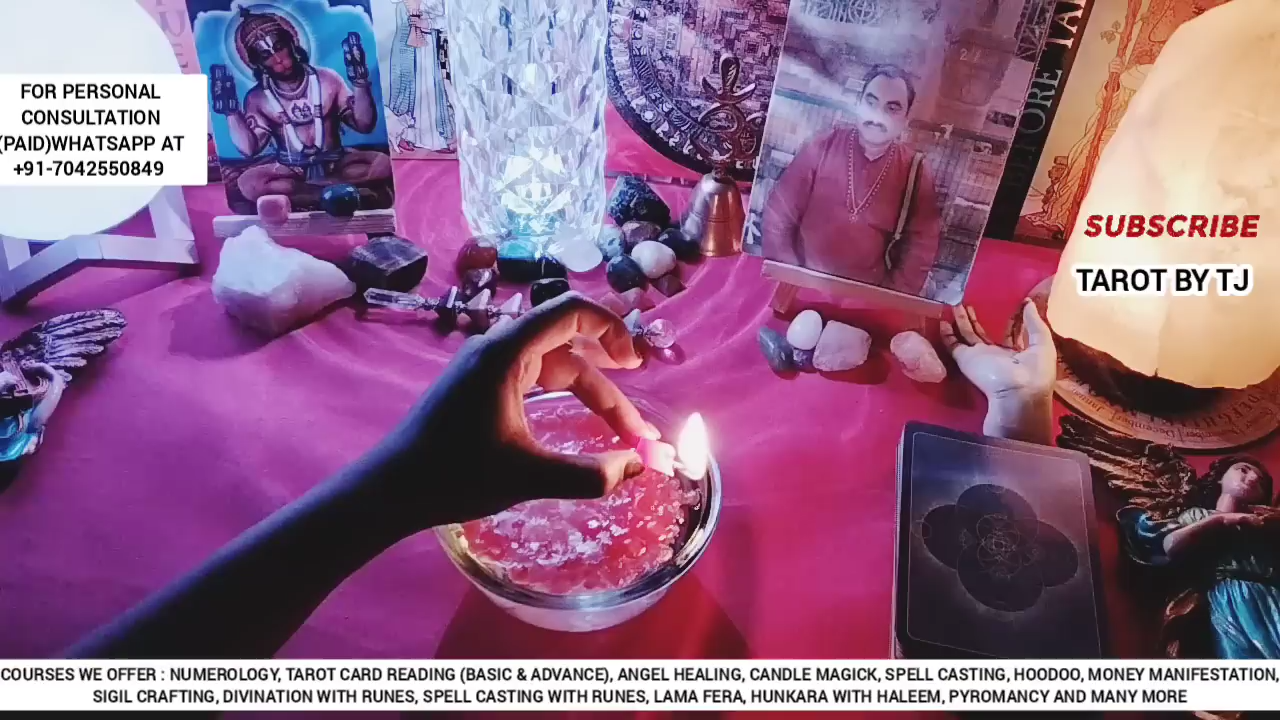 FOR PERSONAL
CONSULTATION
(PAID)WHATSAPP AT
+91-7042550849
SUBSCRIBE
TAROT BY TJ
COURSES WE OFFER : NUMEROLOGY, TAROT CARD READING (BASIC & ADVANCE), ANGEL HEALING, CANDLE MAGICK, SPELL CASTING, HOODOO, MONEY MANIFESTATION,
SIGIL CRAFTING, DIVINATION WITH RUNES, SPELL CASTING WITH RUNES, LAMA FERA, HUNKARA WITH HALEEM, PYROMANCY AND MANY MORE